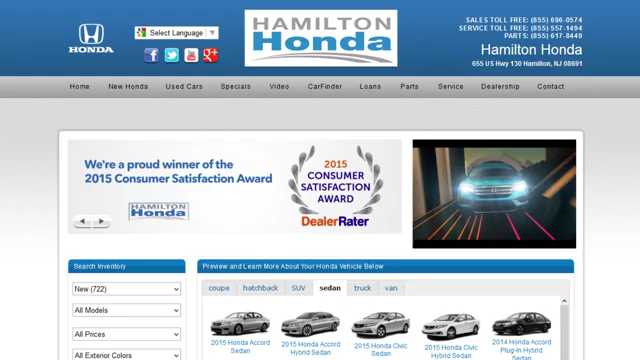 HONDA
Select Language
HAMILTON
Honda
SALES TOLL FREE: (855) 696-0574
SERVICE TOLL FREE: (855) 557-1494
PARTS: (855) 617-8449
Hamilton Honda
655 US Hwy 130 Hamilton, NJ 08691
Home New Honda Used Cars Specials Video CarFinder Loans Parts Service Dealership Contact
We're a proud winner of the
2015 Consumer Satisfaction Award
HAMILTON
Honda
2015
CONSUMER
SATISFACTION
AWARD
DealerRater
Search Inventory
New (722)
All Models
All Prices
All Exterior Colors
Preview and Learn More About Your Honda Vehicle Below
coupe hatchback SUV sedan truck van
2015 Honda Accord
Sedan
2015 Honda Accord
Hybrid Sedan
2015 Honda Civic
Sedan
2015 Honda Civic
Hybrid Sedan
2014 Honda Accord
Plug-In Hybrid